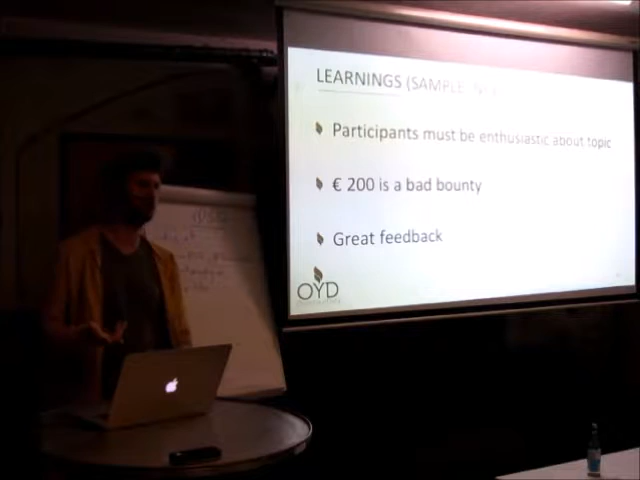 LEARNINGS (SAMPLE
Participants must be enthusiastic about topic
€ 200 is a bad bounty
Great feedback
OYD